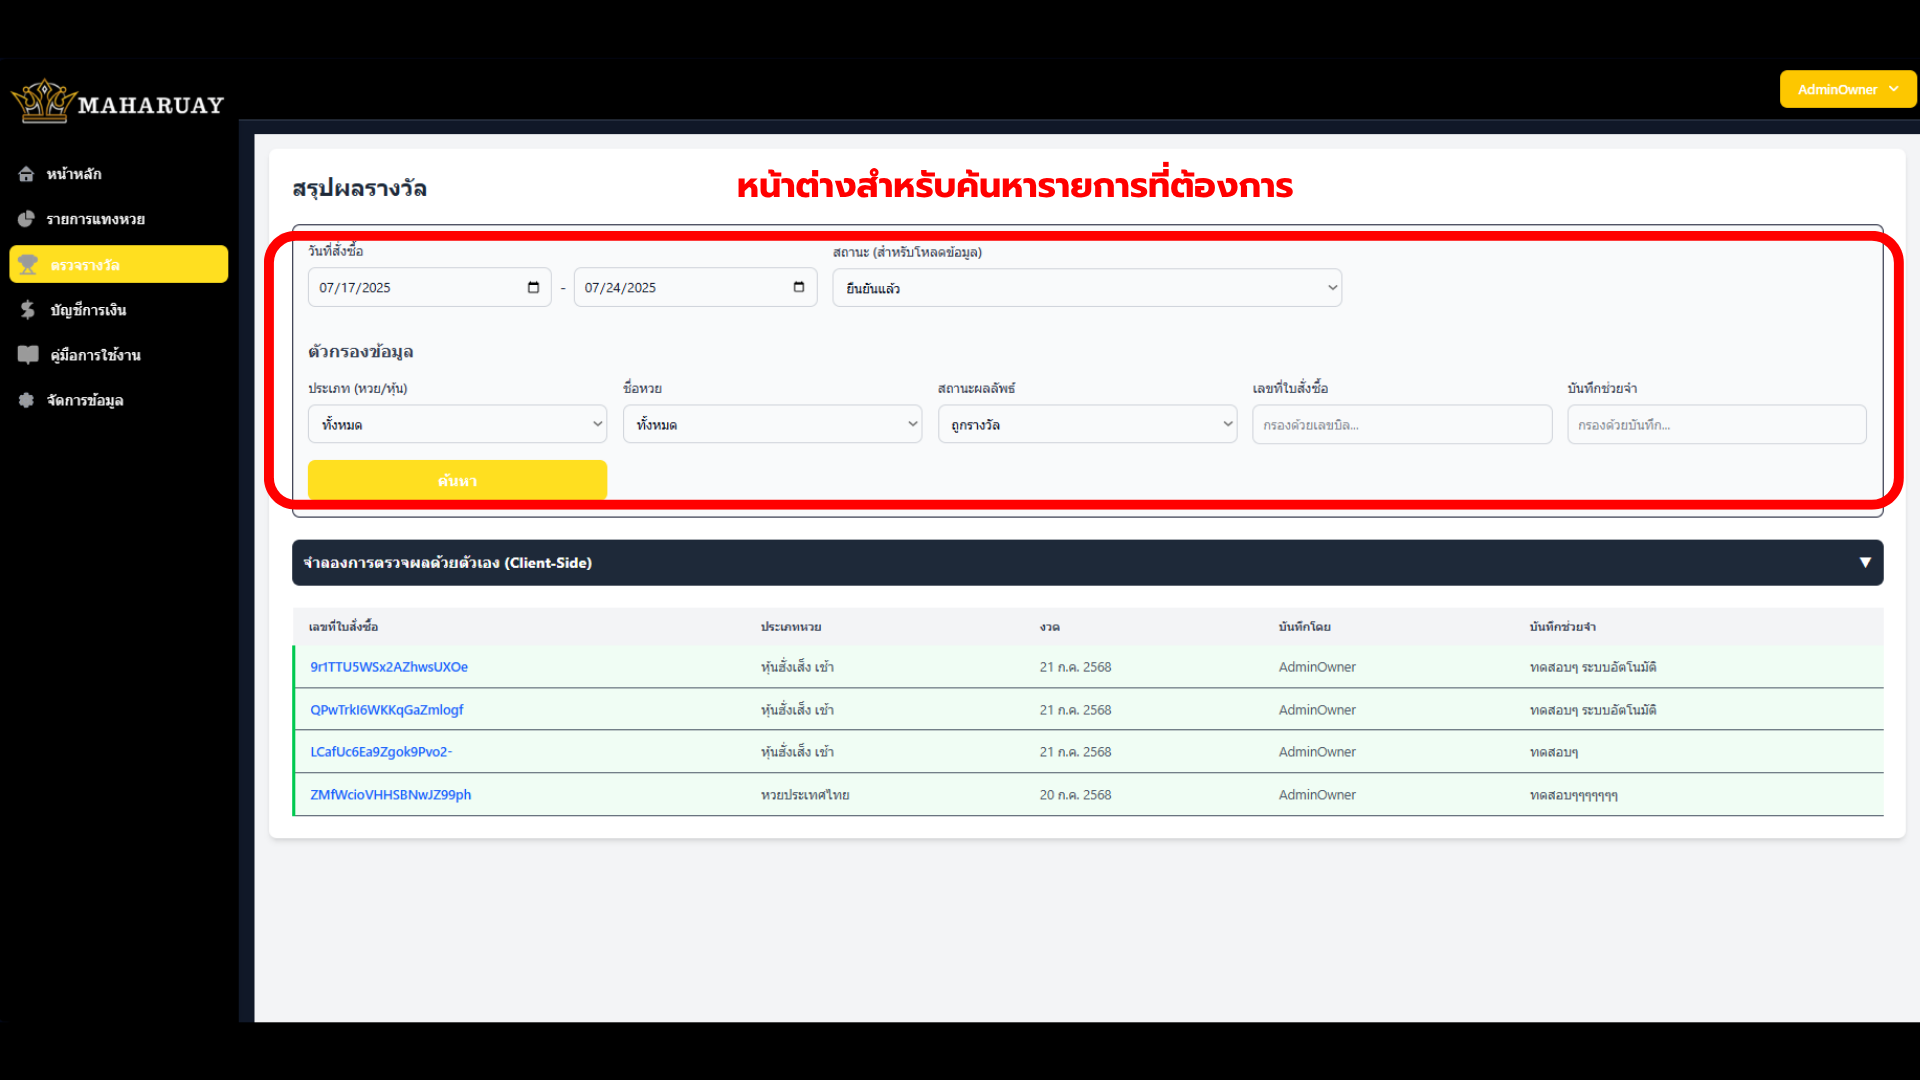 MAHARUAY
AdminOwner
หน้าหลัก
รายการแทงหวย
ตรวจรางวัล
บัญชีการเงิน
คู่มือการใช้งาน
จัดการข้อมูล
สรุปผลรางวัล
หน้าต่างสำหรับค้นหารายการที่ต้องการ
วันที่สั่งซื้อ
สถานะ (สำหรับโหลดข้อมูล)
07/17/2025 - 07/24/2025
ยืนยันแล้ว
ตัวกรองข้อมูล
ประเภท (หวย/หุ้น) ชื่อหวย สถานะผลลัพธ์ เลขที่ใบสั่งซื้อ บันทึกช่วยจำ
ทั้งหมด ทั้งหมด ถูกรางวัล กรองด้วยเลขบิล... กรองด้วยบันทึก...
ค้นหา
จำลองการตรวจผลด้วยตัวเอง (Client-Side) ▼
เลขที่ใบสั่งซื้อ ประเภทหวย งวด บันทึกโดย บันทึกช่วยจำ
9r1TTU5WSx2AZhwsUXOe หุ้นฮั่งเส็ง เช้า 21 ก.ค. 2568 AdminOwner ทดสอบๆ ระบบอัตโนมัติ
QPwTrkI6WKKqGaZmlogf หุ้นฮั่งเส็ง เช้า 21 ก.ค. 2568 AdminOwner ทดสอบๆ ระบบอัตโนมัติ
LCafUc6Ea9Zgok9Pvo2- หุ้นฮั่งเส็ง เช้า 21 ก.ค. 2568 AdminOwner ทดสอบๆ
ZMfWcioVHHSBNwJZ99ph หวยประเทศไทย 20 ก.ค. 2568 AdminOwner ทดสอบๆๆๆๆๆๆๆ